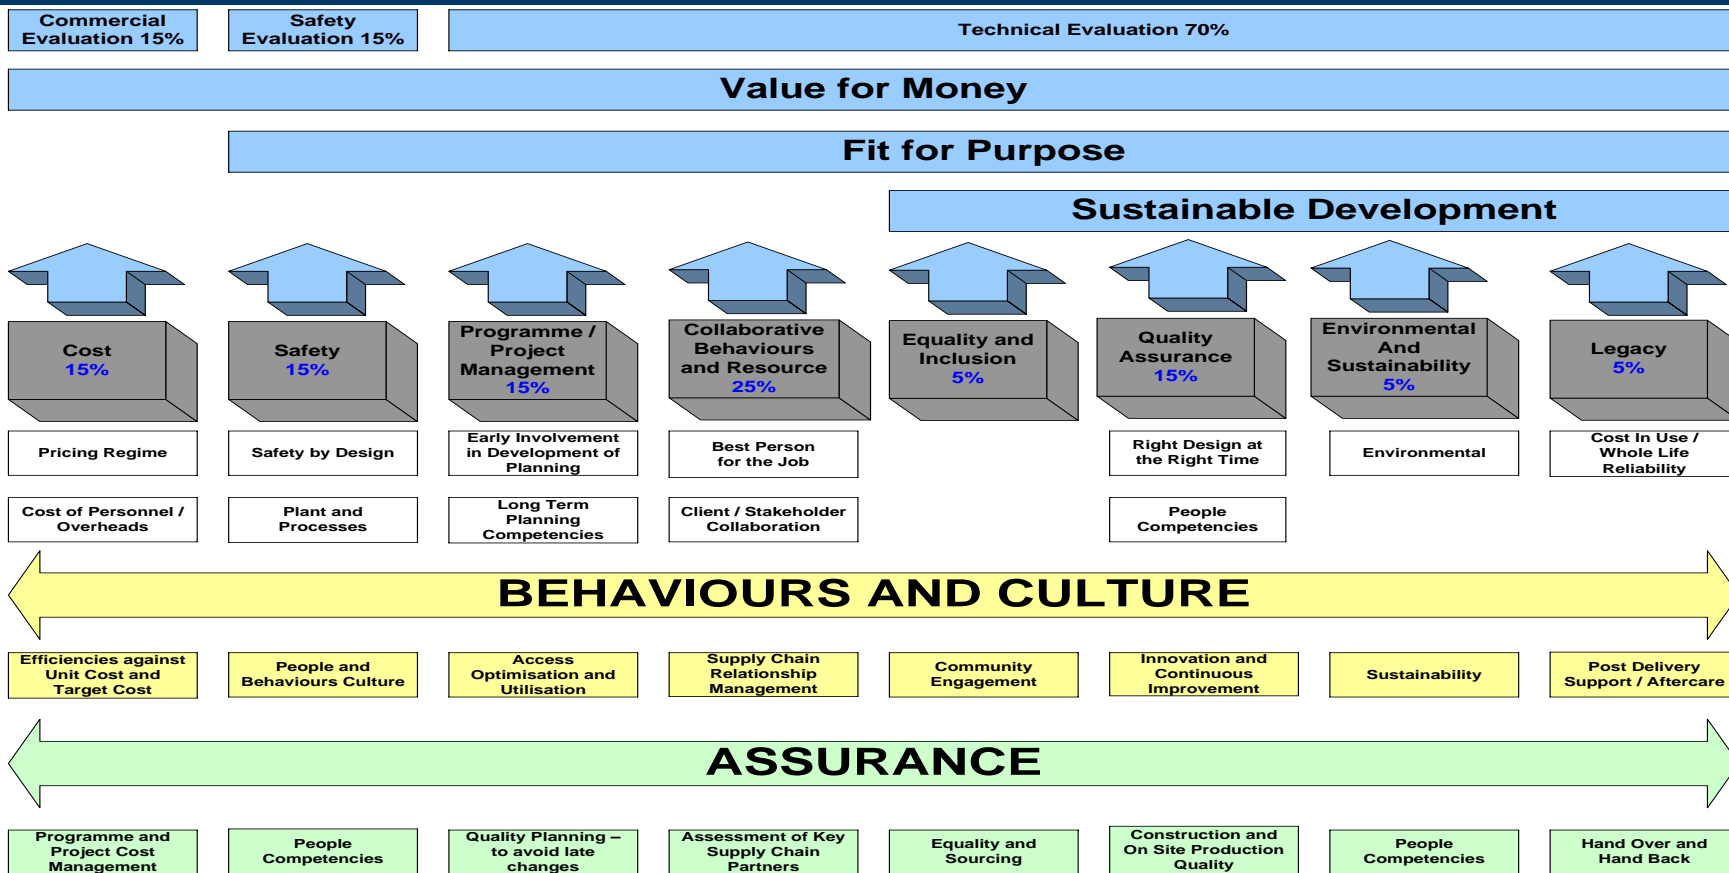 Commercial
Evaluation 15%
Safety
Evaluation 15%
Technical Evaluation 70%
Value for Money
Fit for Purpose
Sustainable Development
Cost
15%
Safety
15%
Programme /
Project
Management
15%
Collaborative
Behaviours
and Resource
25%
Equality and
Inclusion
5%
Quality
Assurance
15%
Environmental
And
Sustainability
5%
Legacy
5%
Pricing Regime
Safety by Design
Early Involvement
in Development of
Planning
Best Person
for the Job
Right Design at
the Right Time
Environmental
Cost In Use /
Whole Life
Reliability
Cost of Personnel /
Overheads
Plant and
Processes
Long Term
Planning
Competencies
Client / Stakeholder
Collaboration
People
Competencies
BEHAVIOURS AND CULTURE
Efficiencies against
Unit Cost and
Target Cost
People and
Behaviours Culture
Access
Optimisation and
Utilisation
Supply Chain
Relationship
Management
Community
Engagement
Innovation and
Continuous
Improvement
Sustainability
Post Delivery
Support / Aftercare
ASSURANCE
Programme and
Project Cost
Management
People
Competencies
Quality Planning –
to avoid late
changes
Assessment of Key
Supply Chain
Partners
Equality and
Sourcing
Construction and
On Site Production
Quality
People
Competencies
Hand Over and
Hand Back